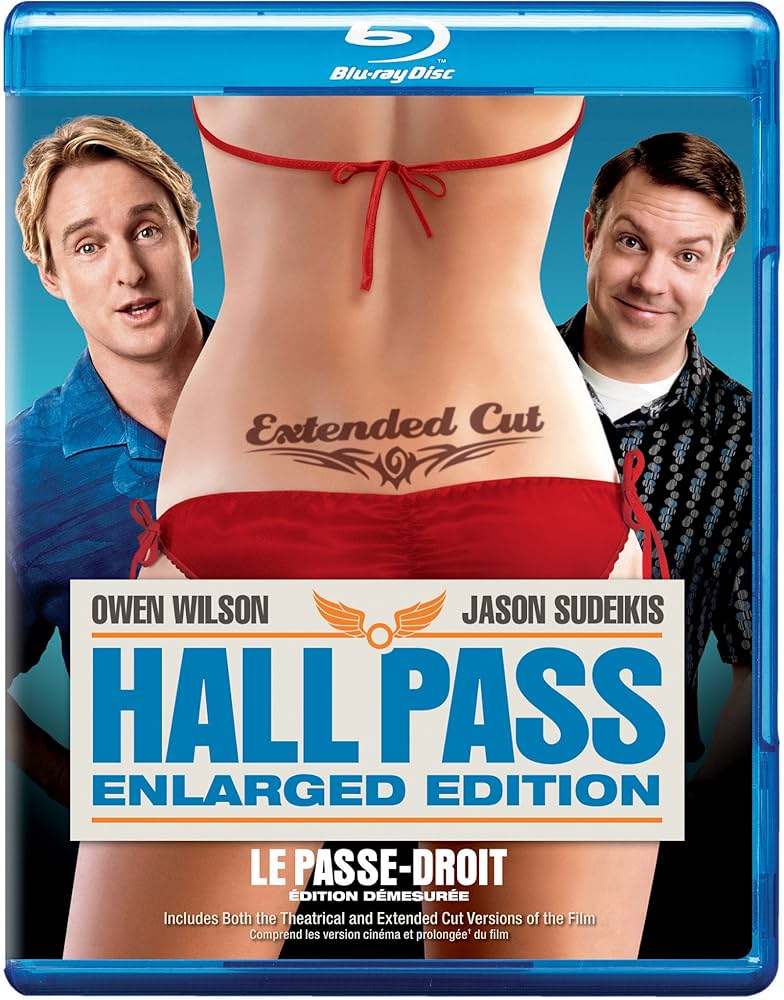 Blu-ray Disc™
Extended Cut
OWEN WILSON JASON SUDEIKIS
HALL PASS
ENLARGED EDITION
LE PASSE-DROIT
ÉDITION DÉMESURÉE
Includes Both the Theatrical and Extended Cut Versions of the Film
Comprend les version cinéma et prolongée† du film